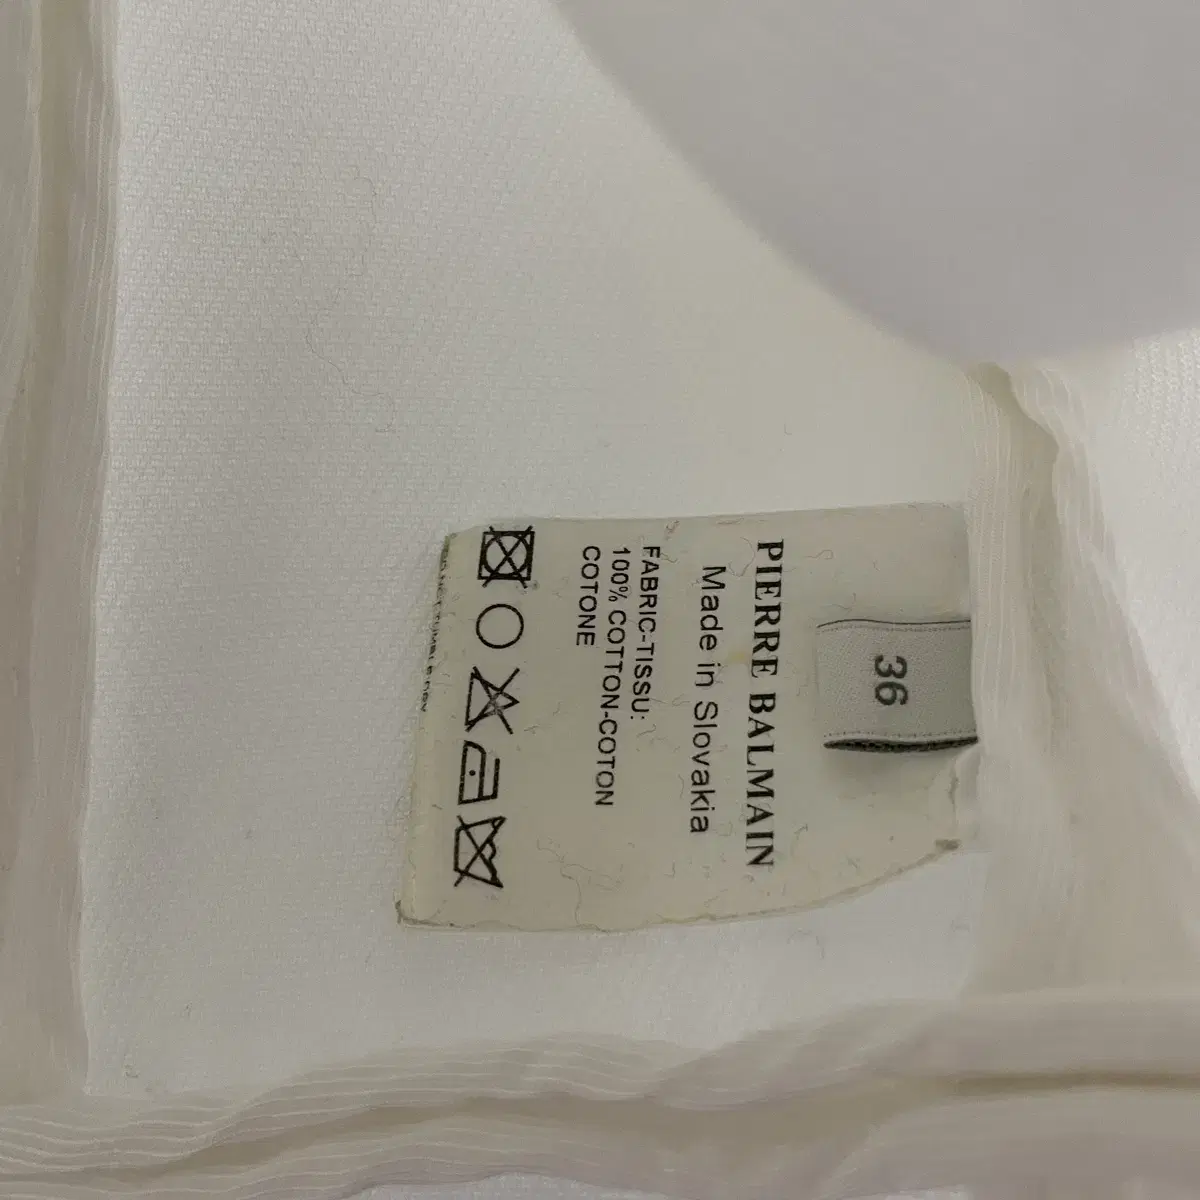 36
PIERRE BALMAIN
Made in Slovakia
FABRIC-TISSU:
100% COTTON-COTON
COTONE